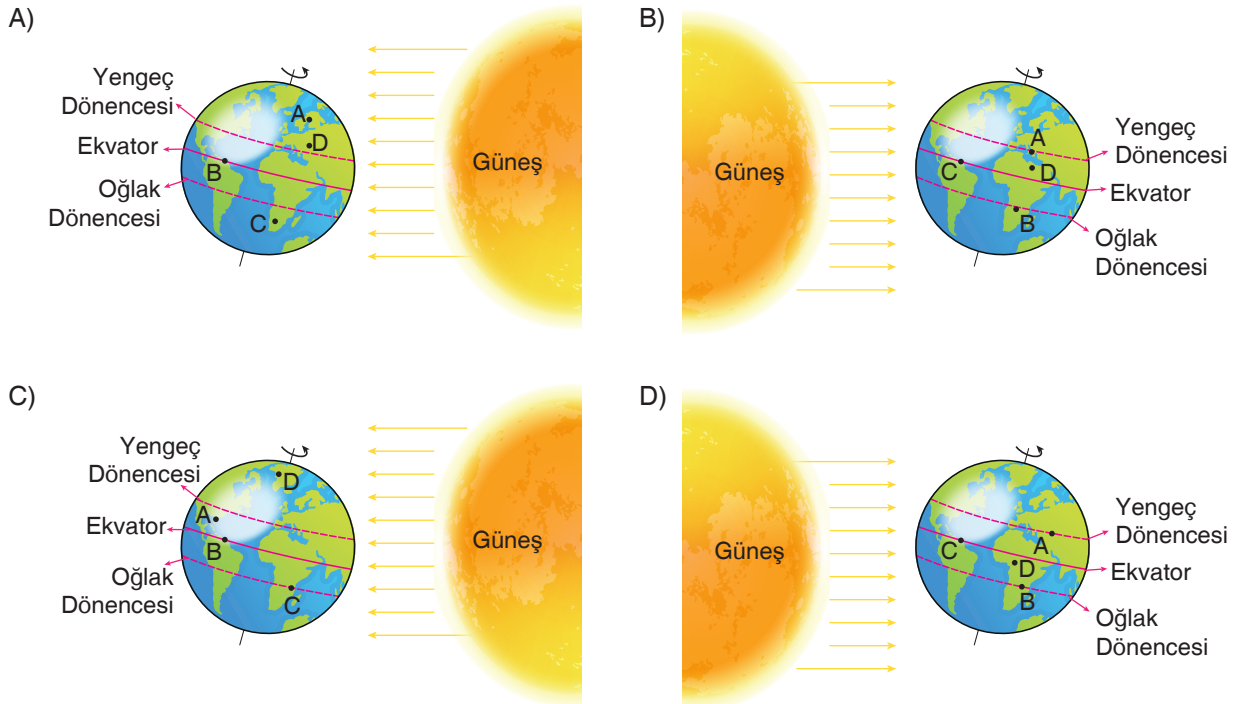 A)
Yengeç
Dönencesi
Ekvator
Oğlak
Dönencesi
A
D
B
C
Güneş
B)
Güneş
A
C
D
B
Yengeç
Dönencesi
Ekvator
Oğlak
Dönencesi
C)
Yengeç
Dönencesi
Ekvator
Oğlak
Dönencesi
D
A
B
C
Güneş
D)
Güneş
A
C
D
B
Yengeç
Dönencesi
Ekvator
Oğlak
Dönencesi